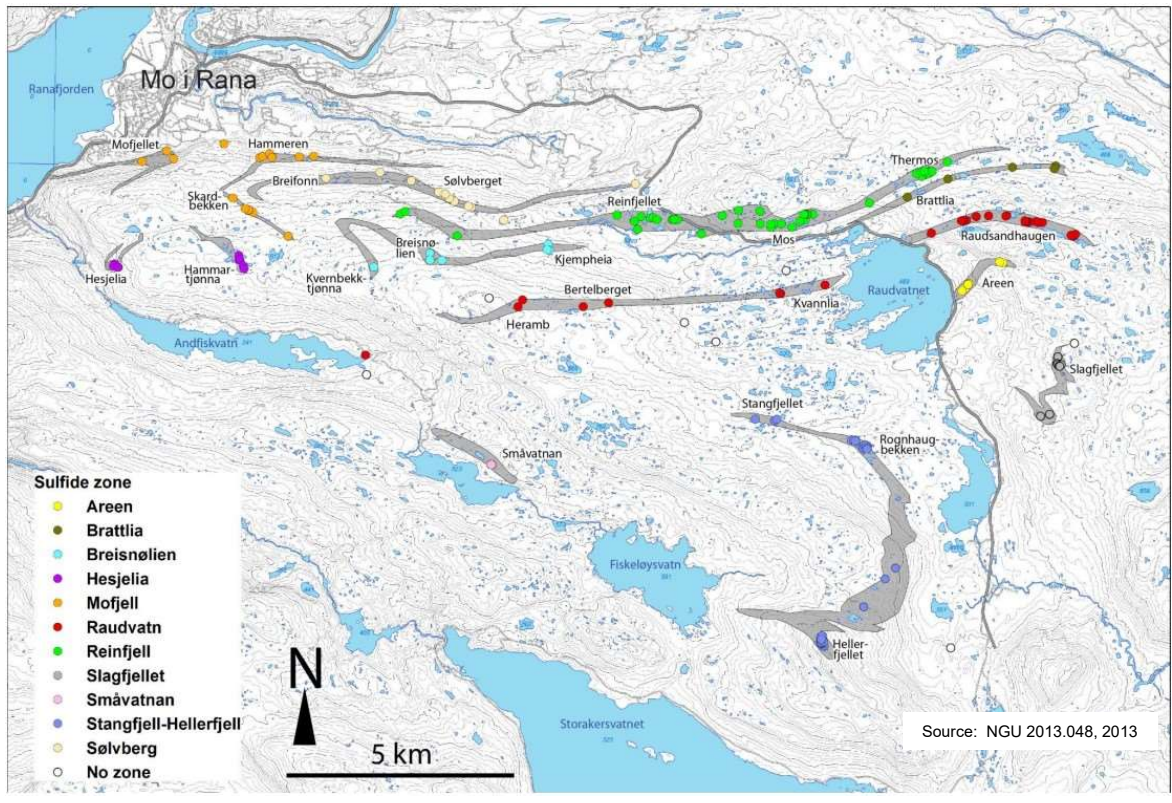 Mo i Rana
Ranafjorden
Mofjellet
Hammeren
Breifonn
Sølvberget
Skard-
bekken
Thermos
Reinfjellet
Brattlia
Mos
Raudsandhaugen
Breisnø-
lien
Kjempheia
Hesjelia
Hammar-
tjønna
Kvernbekk-
tjønna
Bertelberget
Kvannlia
Raudvatnet
Areen
Heramb
Andfiskvatn
Slagfjellet
Stangfjellet
Rognhaug-
bekken
Småvatnan
Fiskeløysvatn
Heller-
fjellet
Storakersvatnet
Sulfide zone
Areen
Brattlia
Breisnølien
Hesjelia
Mofjell
Raudvatn
Reinfjell
Slagfjellet
Småvatnan
Stangfjell-Hellerfjell
Sølvberg
No zone
N
5 km
Source: NGU 2013.048, 2013